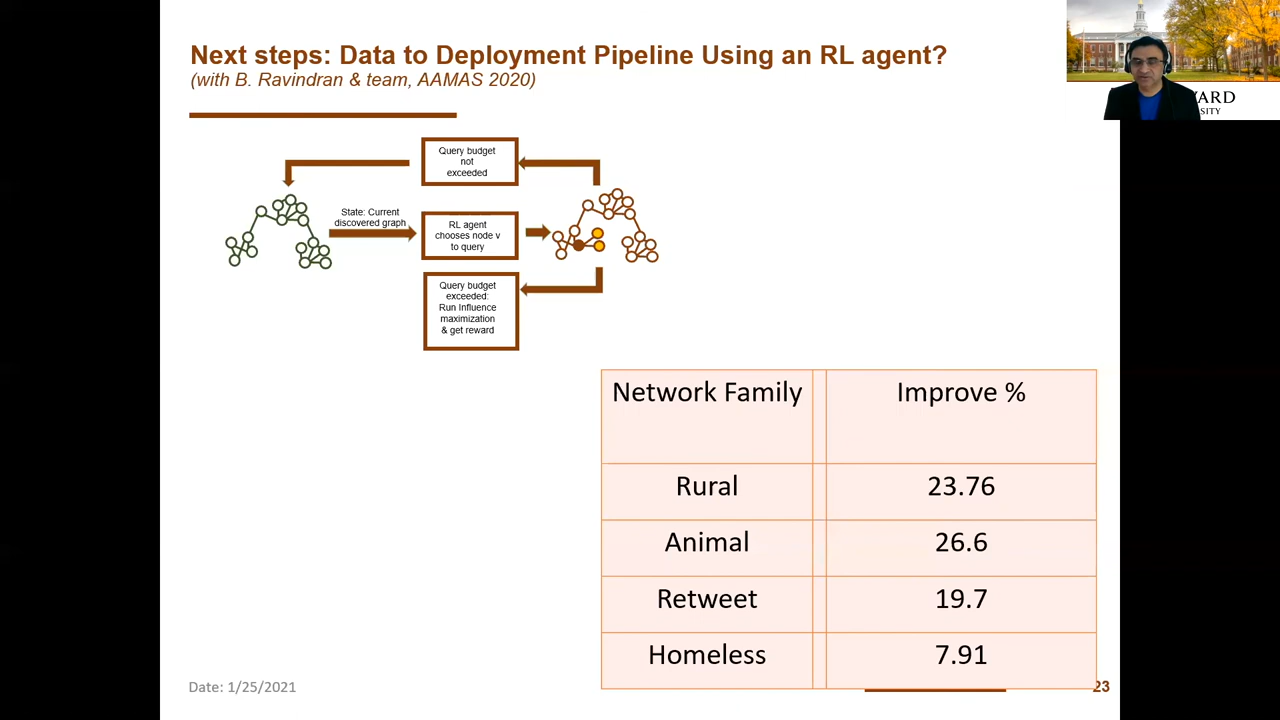 Next steps: Data to Deployment Pipeline Using an RL agent?
(with B. Ravindran & team, AAMAS 2020)
VARD
SITY
Query budget
not
exceeded
State: Current
discovered graph
RL agent
chooses node v
to query
Query budget
exceeded:
Run Influence
maximization
& get reward
Network Family Improve %
Rural 23.76
Animal 26.6
Retweet 19.7
Homeless 7.91
Date: 1/25/2021
23